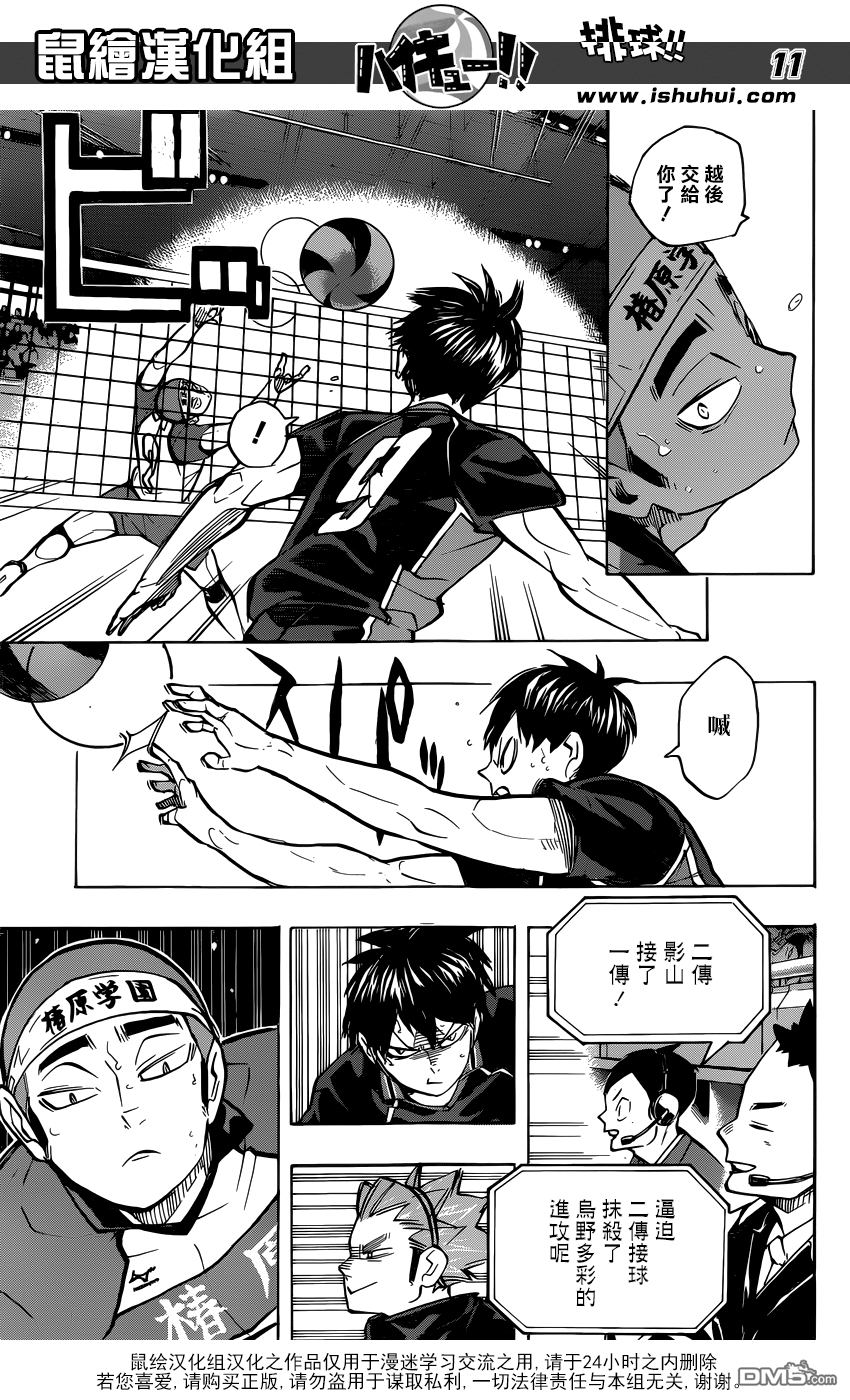 鼠繪漢化組
ハイキュー!!
排球!!
11
www.ishuhui.com
越後
交給
你了!
椿原学
ビッ
9
!
嘁
二傳
影山
接了
一傳!
椿原学園
逼迫
二傳接球
抹殺了
烏野多彩的
進攻呢
mizuno
椿原
鼠绘汉化组汉化之作品仅用于漫迷学习交流之用, 请于24小时之内删除
若您喜爱, 请购买正版, 请勿盗用于谋取私利, 一切法律责任与本组无关, 谢谢。
DM5.com